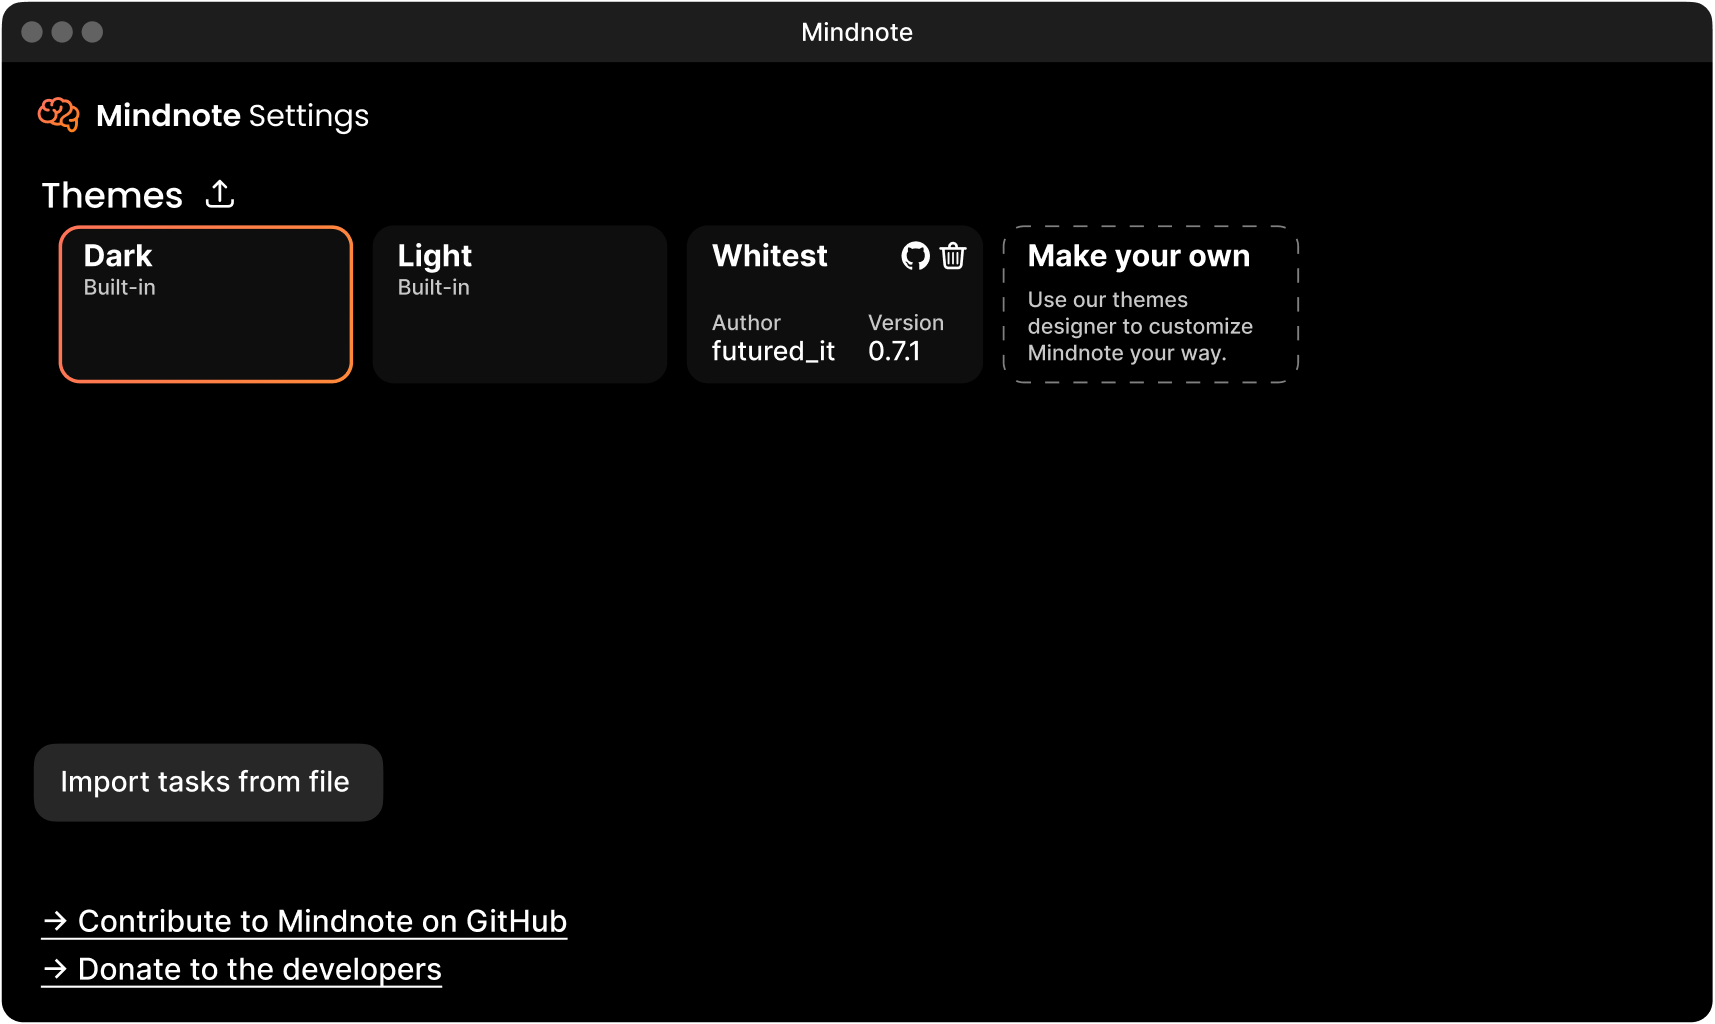 Mindnote
Mindnote Settings
Themes
Dark
Built-in
Light
Built-in
Whitest
Author
futured_it
Version
0.7.1
Make your own
Use our themes
designer to customize
Mindnote your way.
Import tasks from file
→ Contribute to Mindnote on GitHub
→ Donate to the developers